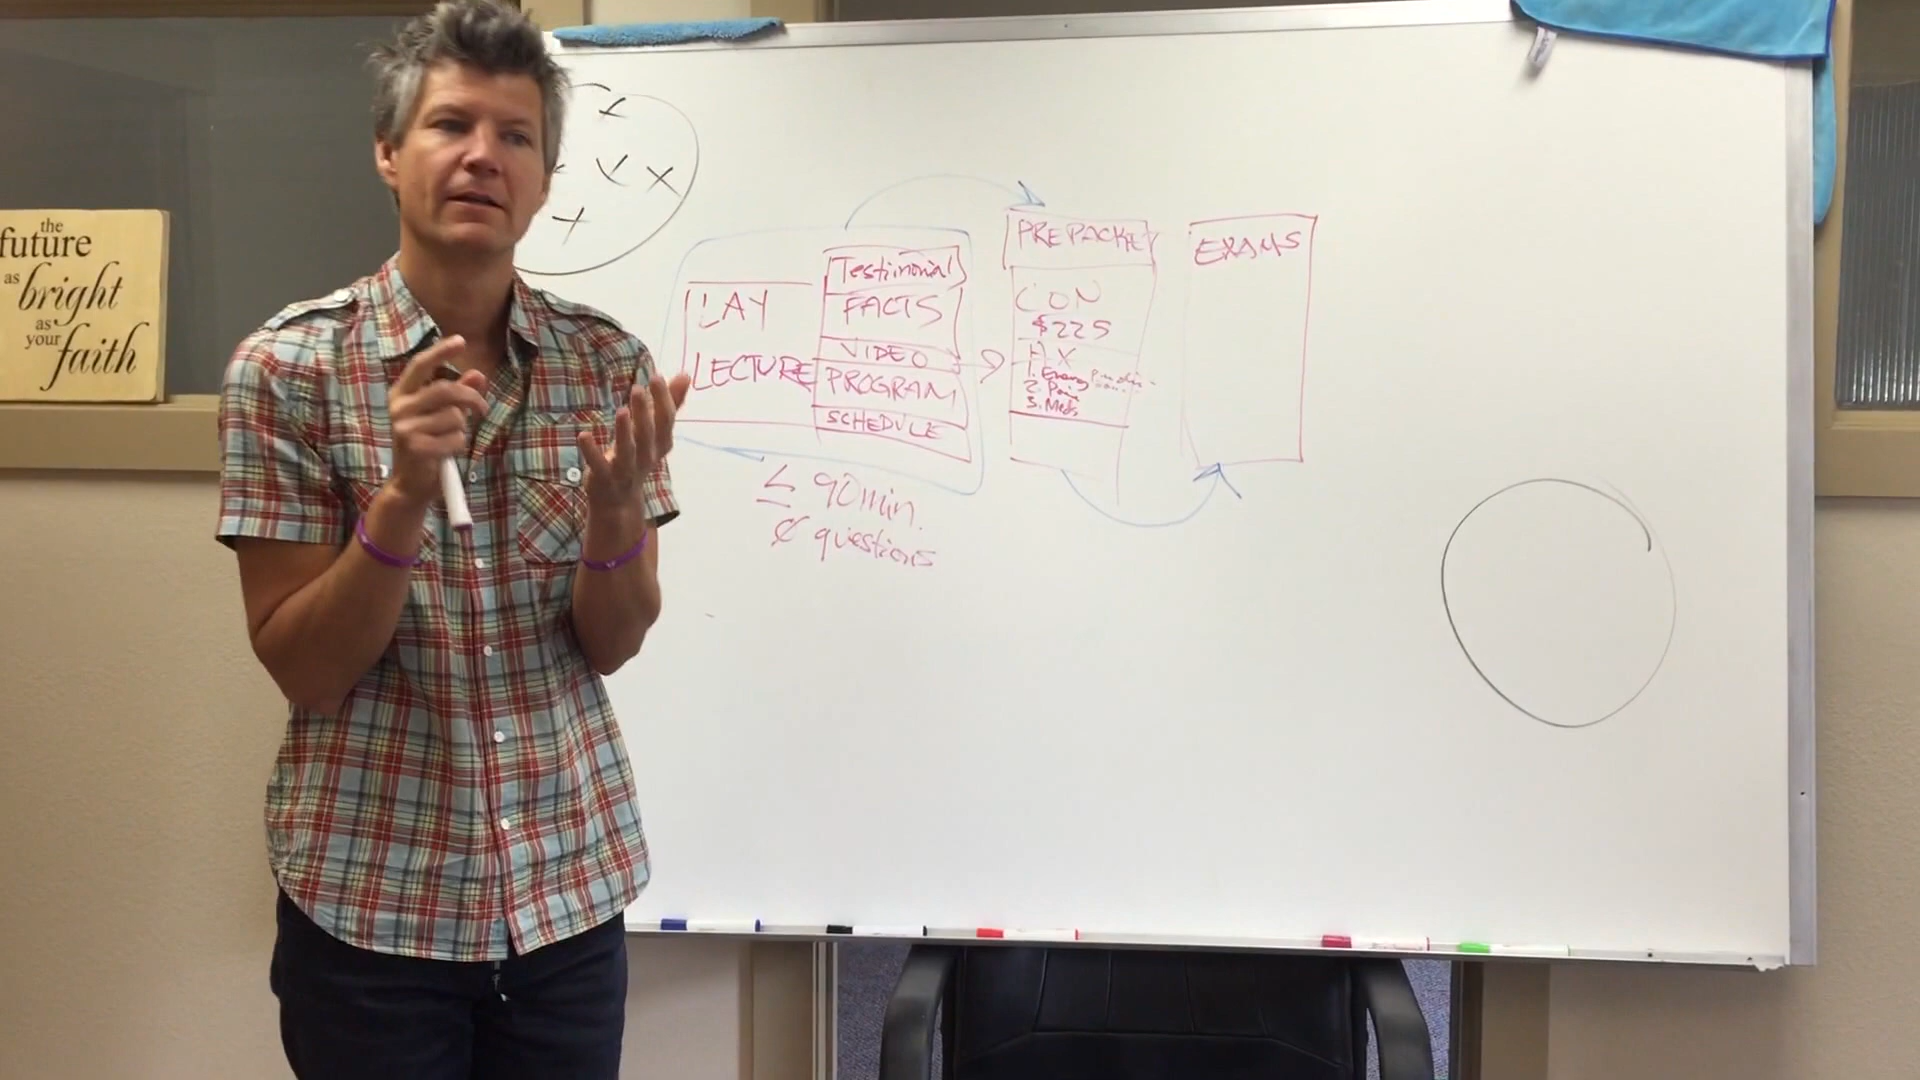 the
future
as
bright
as
your
faith
LAY
LECTURE
Testimonial
FACTS
VIDEO
PROGRAM
SCHEDULE
≤ 90min.
questions
PREPACKET
CON
$225
HX
1. Energy
2. Pain
3. Meds
EXAMS